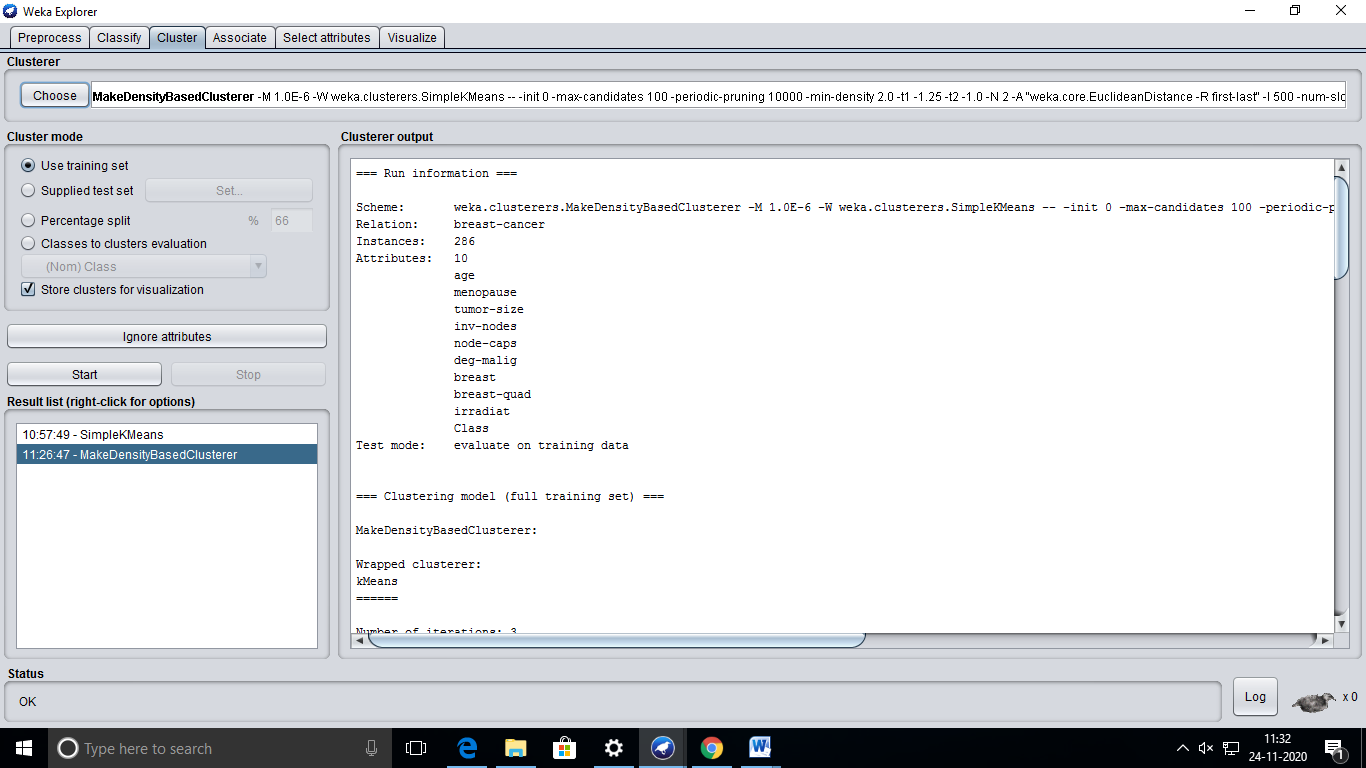 Weka Explorer
Preprocess Classify Cluster Associate Select attributes Visualize
Clusterer
Choose MakeDensityBasedClusterer -M 1.0E-6 -W weka.clusterers.SimpleKMeans -- -init 0 -max-candidates 100 -periodic-pruning 10000 -min-density 2.0 -t1 -1.25 -t2 -1.0 -N 2 -A "weka.core.EuclideanDistance -R first-last" -I 500 -num-slo
Cluster mode
Use training set
Supplied test set Set...
Percentage split % 66
Classes to clusters evaluation
(Nom) Class
Store clusters for visualization
Ignore attributes
Start Stop
Result list (right-click for options)
10:57:49 - SimpleKMeans
11:26:47 - MakeDensityBasedClusterer
Clusterer output
=== Run information ===
Scheme: weka.clusterers.MakeDensityBasedClusterer -M 1.0E-6 -W weka.clusterers.SimpleKMeans -- -init 0 -max-candidates 100 -periodic-p
Relation: breast-cancer
Instances: 286
Attributes: 10
age
menopause
tumor-size
inv-nodes
node-caps
deg-malig
breast
breast-quad
irradiat
Class
Test mode: evaluate on training data
=== Clustering model (full training set) ===
MakeDensityBasedClusterer:
Wrapped clusterer:
kMeans
======
Number of iterations: 3
Status
OK
Log x 0
Type here to search
11:32
24-11-2020
1